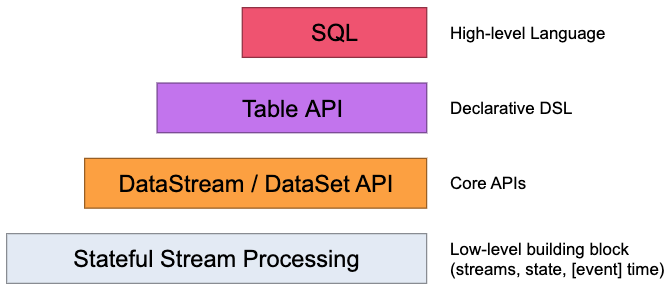 SQL
High-level Language
Table API
Declarative DSL
DataStream / DataSet API
Core APIs
Stateful Stream Processing
Low-level building block
(streams, state, [event] time)